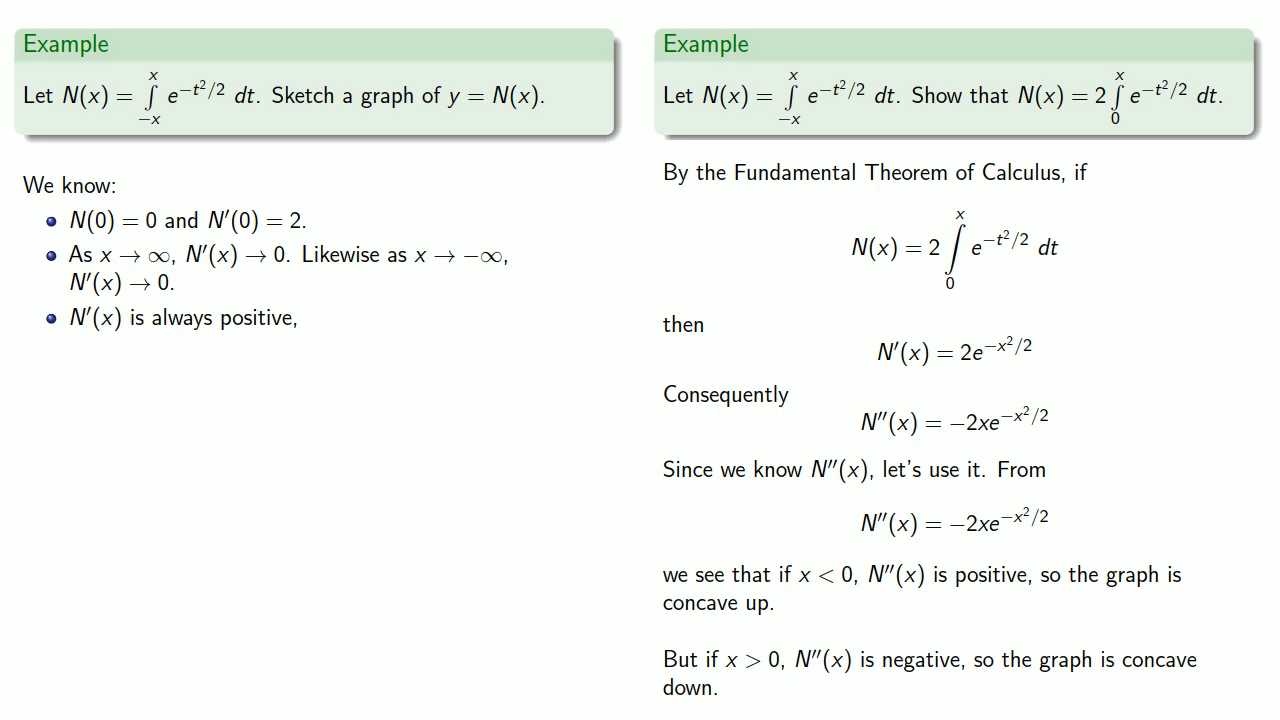 Example
Let N(x) = ∫_{−x}^{x} e^{−t²/2} dt. Sketch a graph of y = N(x).
We know:
N(0) = 0 and N′(0) = 2.
As x → ∞, N′(x) → 0. Likewise as x → −∞,
N′(x) → 0.
N′(x) is always positive,
Example
Let N(x) = ∫_{−x}^{x} e^{−t²/2} dt. Show that N(x) = 2 ∫_{0}^{x} e^{−t²/2} dt.
By the Fundamental Theorem of Calculus, if
N(x) = 2 ∫_{0}^{x} e^{−t²/2} dt
then
N′(x) = 2e^{−x²/2}
Consequently
N′′(x) = −2xe^{−x²/2}
Since we know N′′(x), let's use it. From
N′′(x) = −2xe^{−x²/2}
we see that if x < 0, N′′(x) is positive, so the graph is
concave up.
But if x > 0, N′′(x) is negative, so the graph is concave
down.